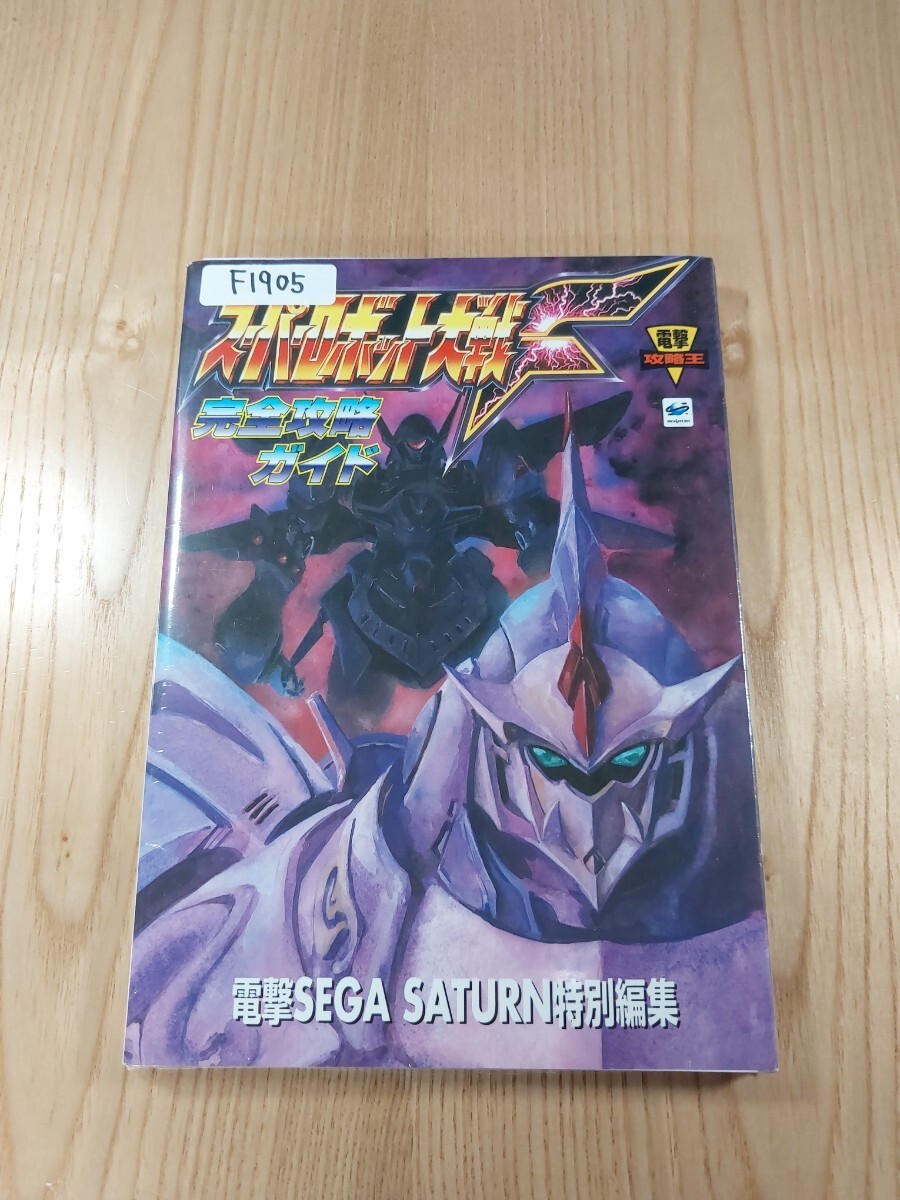 F1905
スーパーロボット大戦F
電撃
攻略王
完全攻略
ガイド
電撃SEGA SATURN特別編集